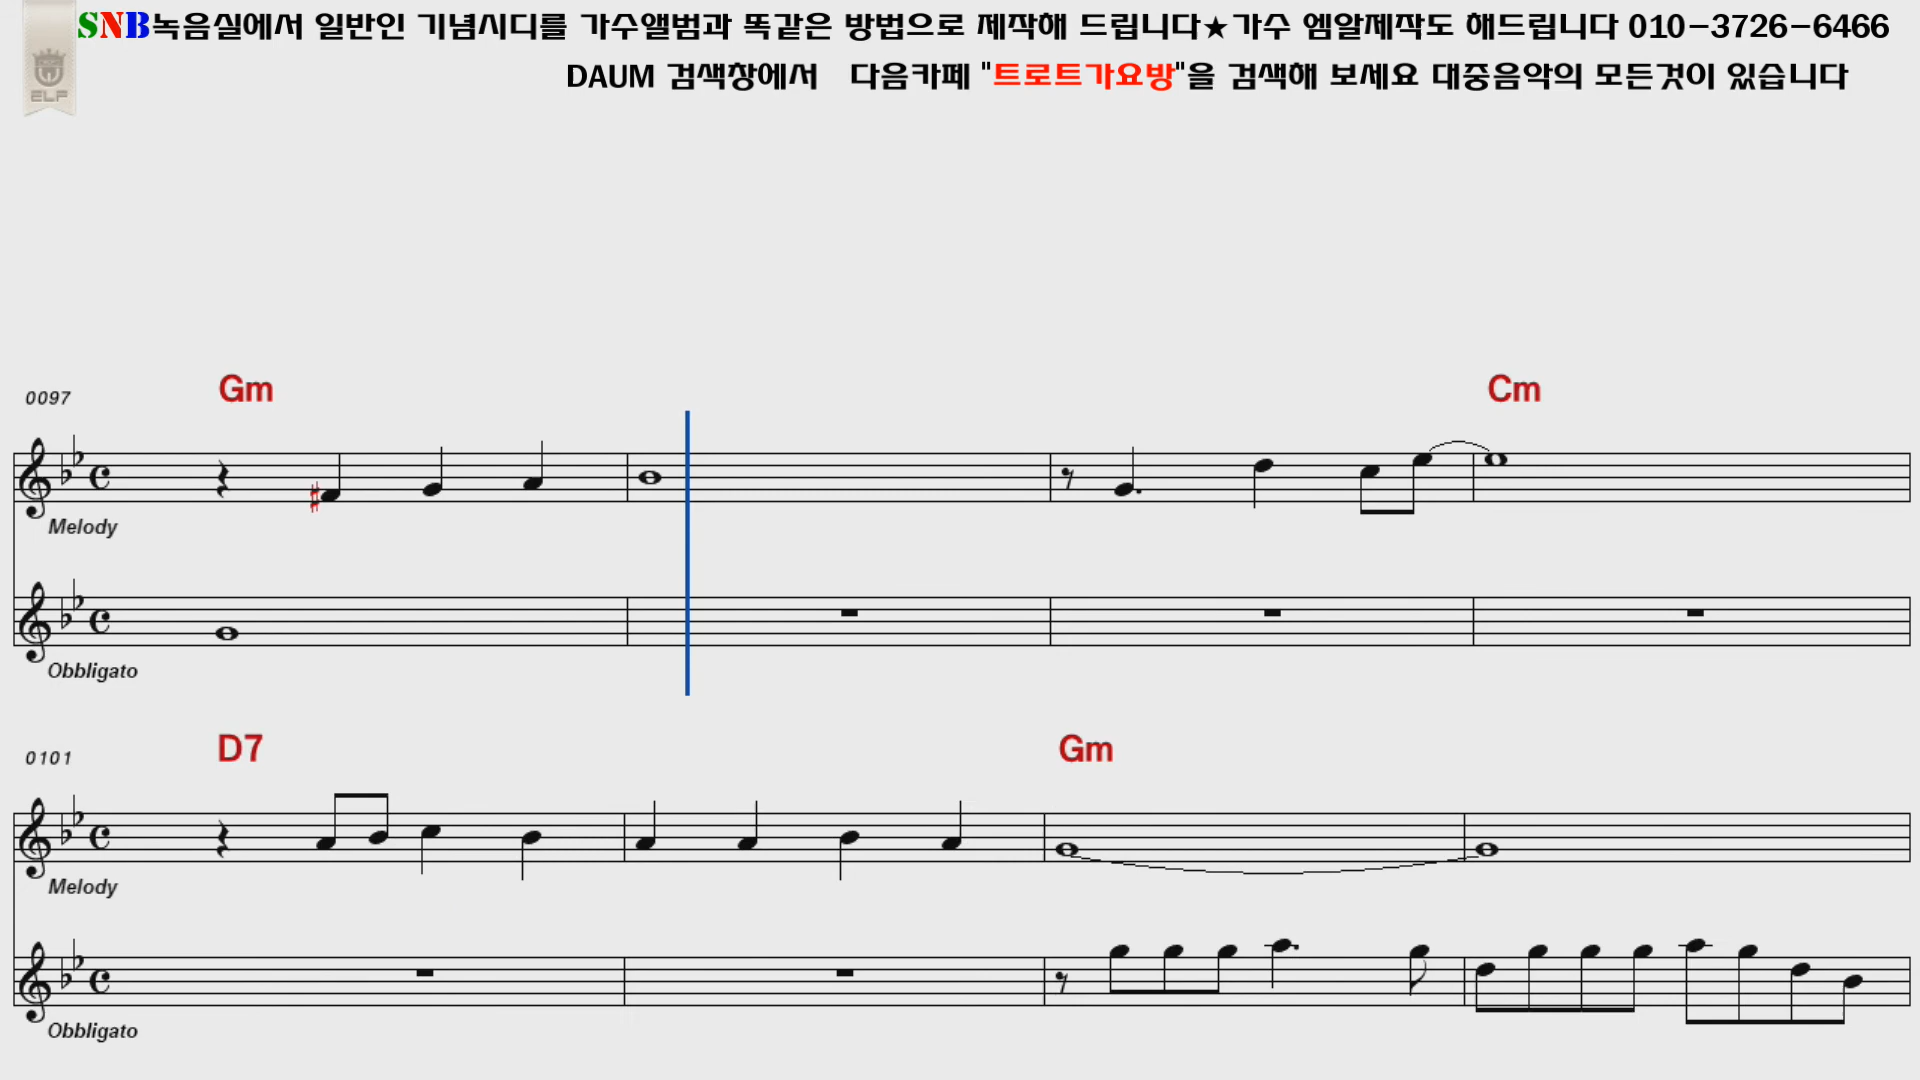 SNB녹음실에서 일반인 기념시디를 가수앨범과 똑같은 방법으로 제작해 드립니다★가수 엠알제작도 해드립니다 010-3726-6466
ELF
DAUM 검색창에서 다음카페 "트로트가요방"을 검색해 보세요 대중음악의 모든것이 있습니다
0097 Gm Cm
Melody
Obbligato
0101 D7 Gm
Melody
Obbligato